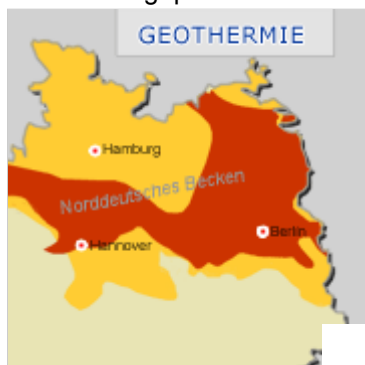 GEOTHERMIE
Hamburg
Norddeutsches Becken
Berlin
Hannover